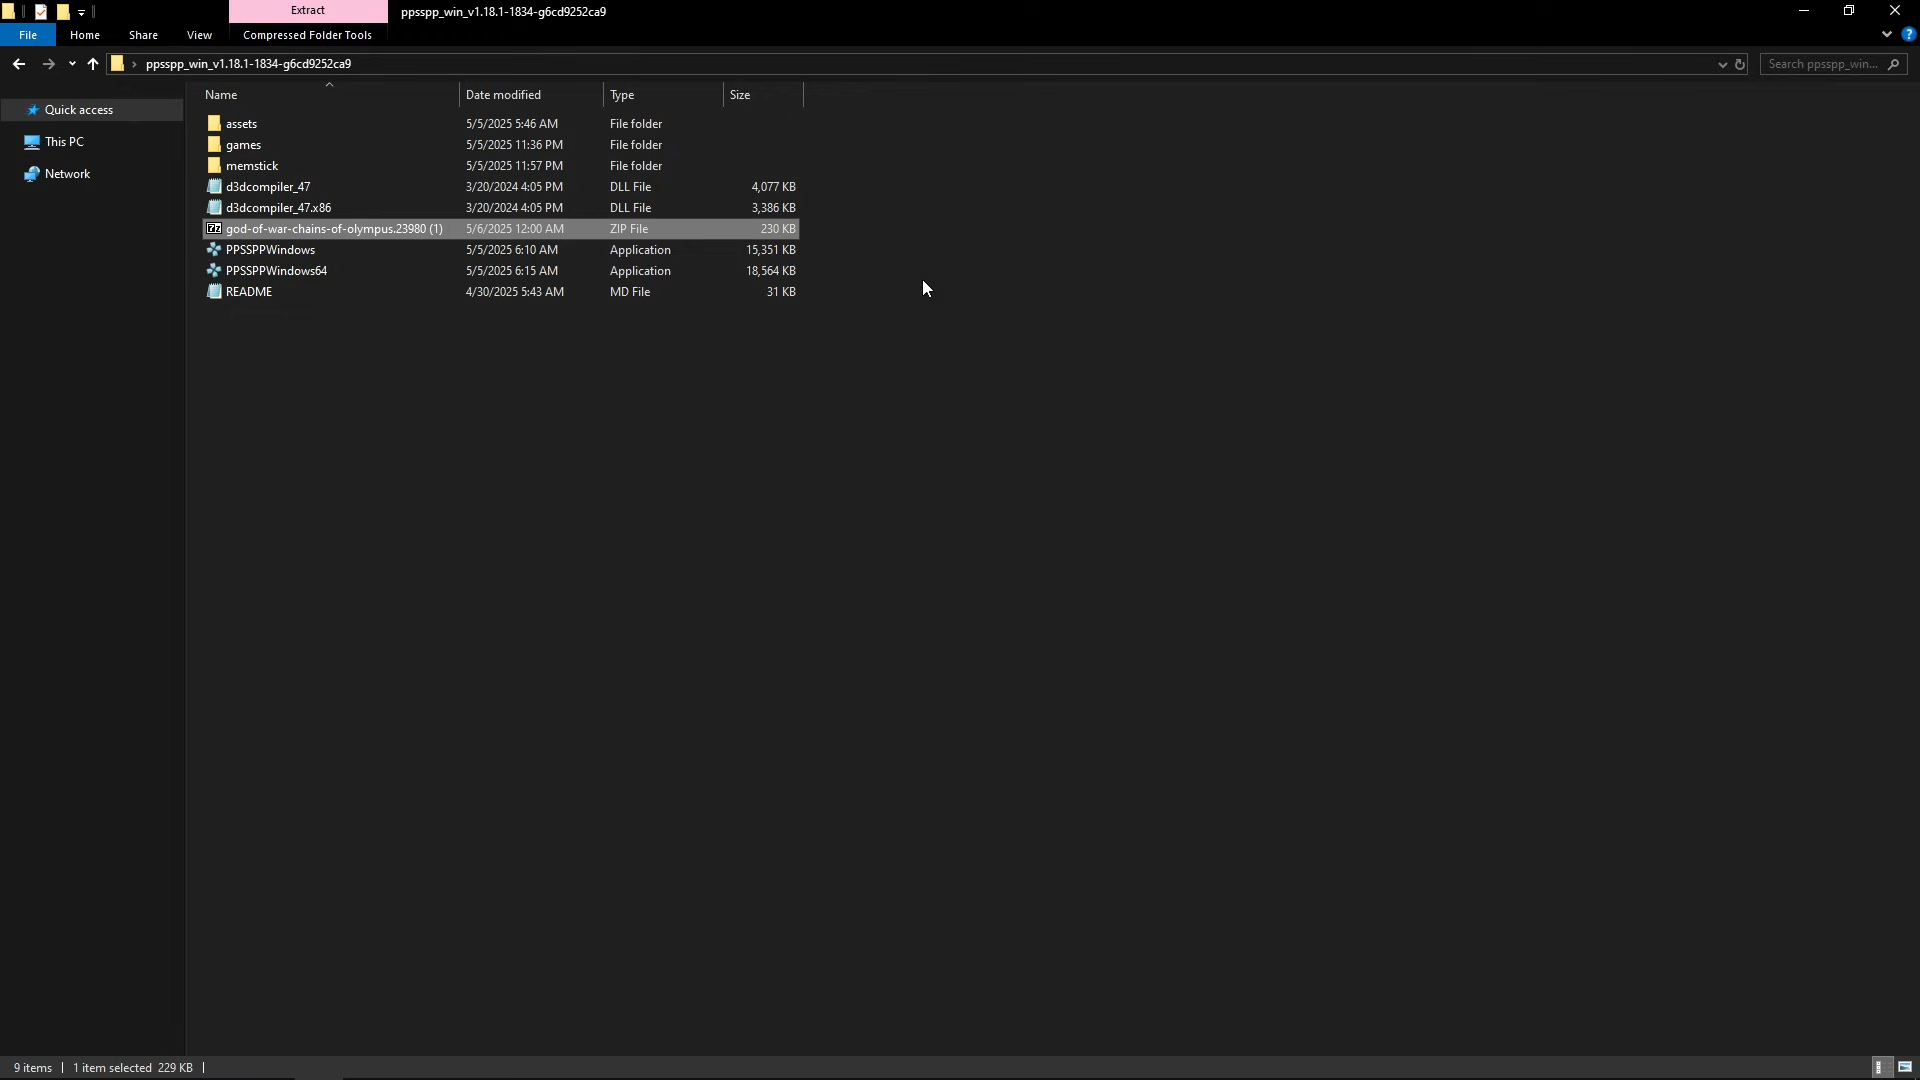 Extract
ppsspp_win_v1.18.1-1834-g6cd9252ca9
File
Home
Share
View
Compressed Folder Tools
?
ppsspp_win_v1.18.1-1834-g6cd9252ca9
Search ppsspp_win...
Quick access
This PC
Network
Name Date modified Type Size
assets 5/5/2025 5:46 AM File folder
games 5/5/2025 11:36 PM File folder
memstick 5/5/2025 11:57 PM File folder
d3dcompiler_47 3/20/2024 4:05 PM DLL File 4,077 KB
d3dcompiler_47.x86 3/20/2024 4:05 PM DLL File 3,386 KB
god-of-war-chains-of-olympus.23980 (1) 5/6/2025 12:00 AM ZIP File 230 KB
PPSSPPWindows 5/5/2025 6:10 AM Application 15,351 KB
PPSSPPWindows64 5/5/2025 6:15 AM Application 18,564 KB
README 4/30/2025 5:43 AM MD File 31 KB
9 items
1 item selected 229 KB